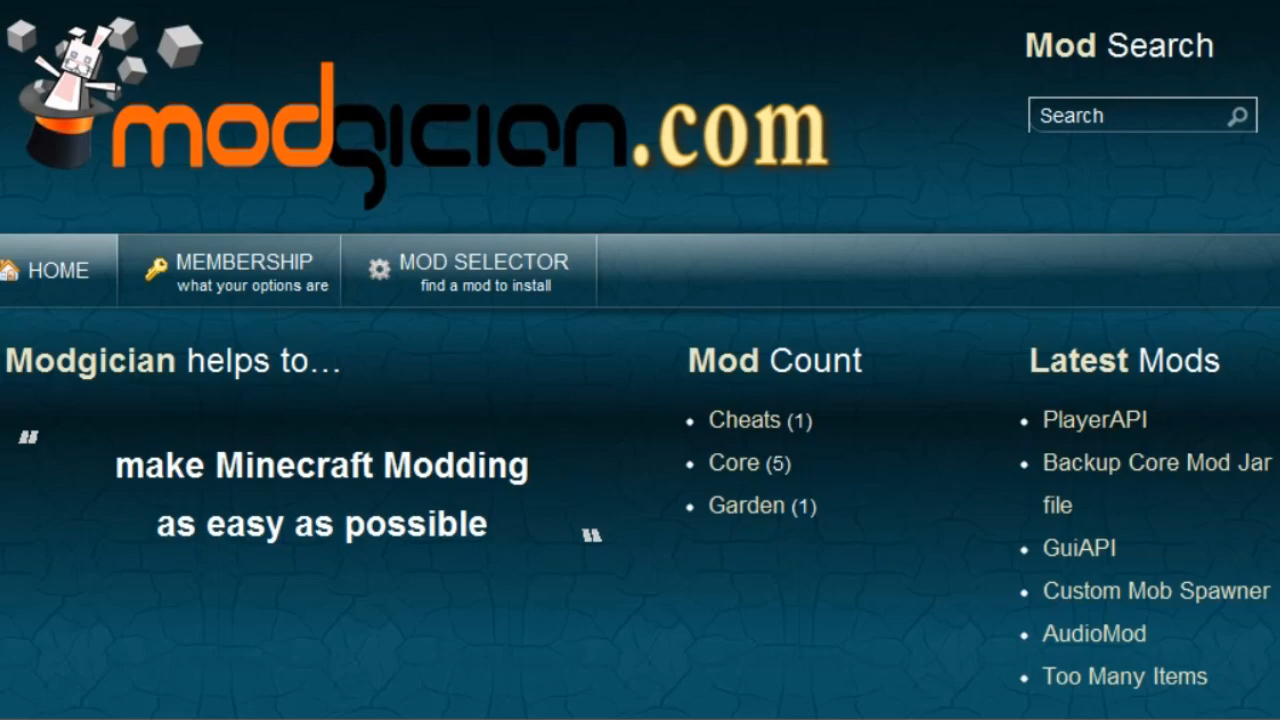 modgician.com
Mod Search
Search
HOME
MEMBERSHIP
what your options are
MOD SELECTOR
find a mod to install
Modgician helps to...
"
make Minecraft Modding
as easy as possible
"
Mod Count
Cheats (1)
Core (5)
Garden (1)
Latest Mods
PlayerAPI
Backup Core Mod Jar
file
GuiAPI
Custom Mob Spawner
AudioMod
Too Many Items